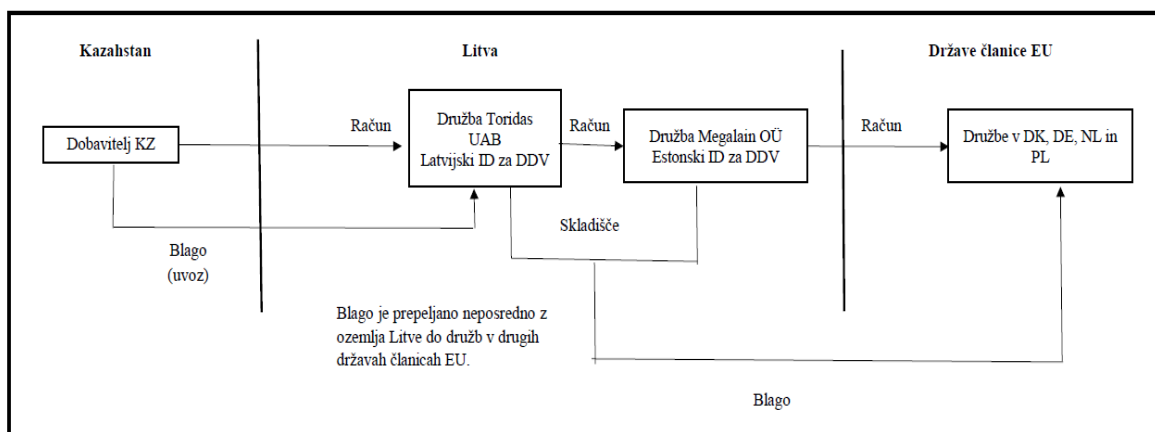 Kazahstan
Litva
Države članice EU
Dobavitelj KZ
Račun
Družba Toridas
UAB
Latvijski ID za DDV
Račun
Družba Megalain OÜ
Estonski ID za DDV
Račun
Družbe v DK, DE, NL in
PL
Blago
(uvoz)
Skladišče
Blago je prepeljano neposredno z
ozemlja Litve do družb v drugih
državah članicah EU.
Blago